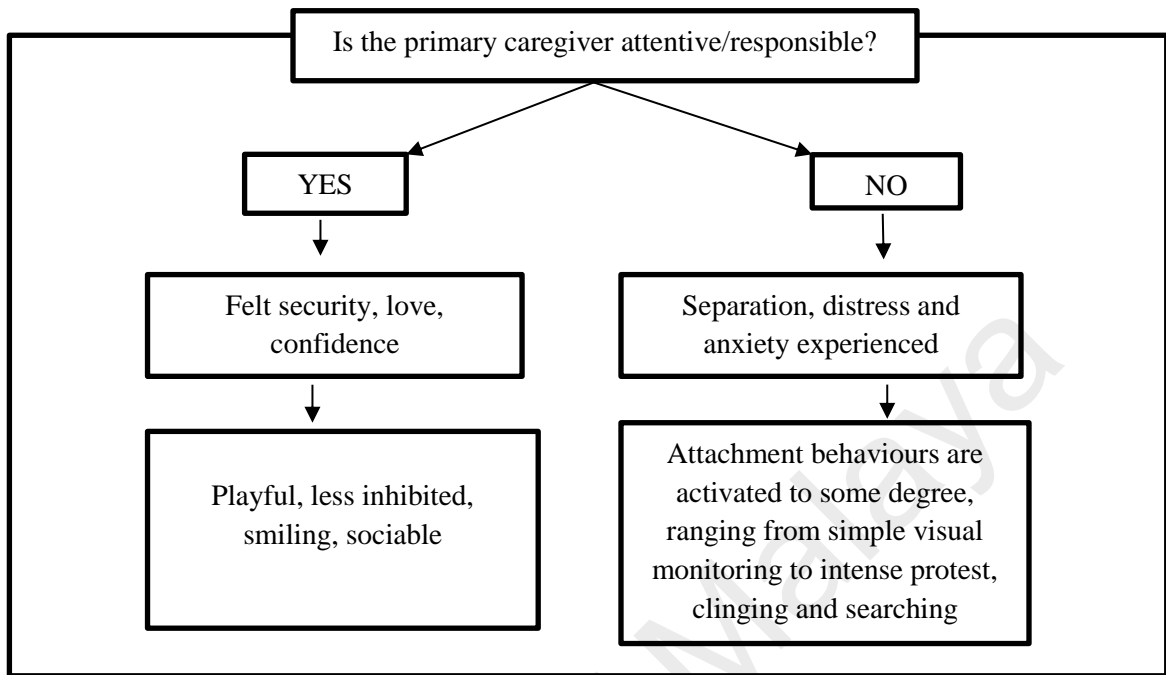 Is the primary caregiver attentive/responsible?
YES
NO
Felt security, love,
confidence
Separation, distress and
anxiety experienced
Playful, less inhibited,
smiling, sociable
Attachment behaviours are
activated to some degree,
ranging from simple visual
monitoring to intense protest,
clinging and searching
Malaya